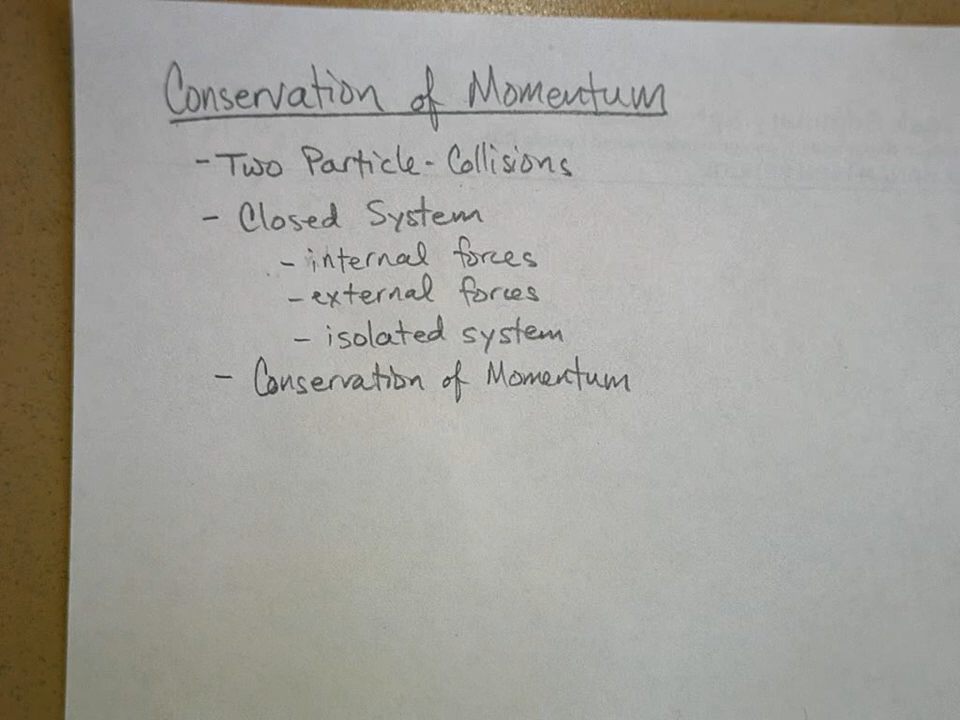 Conservation of Momentum
- Two Particle - Collisions
- Closed System
- internal forces
- external forces
- isolated system
- Conservation of Momentum